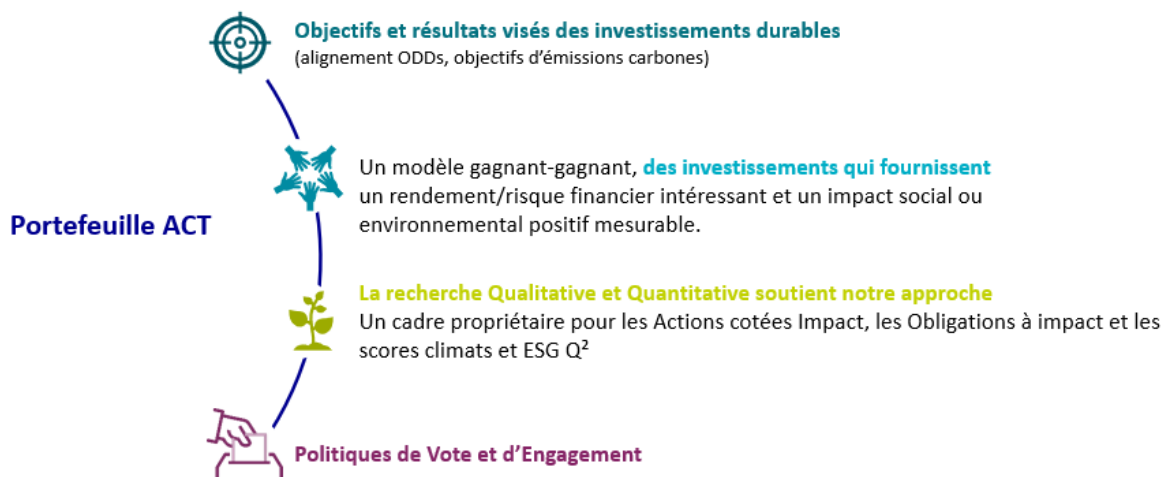 Objectifs et résultats visés des investissements durables
(alignement ODDs, objectifs d'émissions carbones)
Un modèle gagnant-gagnant, des investissements qui fournissent
un rendement/risque financier intéressant et un impact social ou
environnemental positif mesurable.
Portefeuille ACT
La recherche Qualitative et Quantitative soutient notre approche
Un cadre propriétaire pour les Actions cotées Impact, les Obligations à impact et les
scores climats et ESG Q²
Politiques de Vote et d'Engagement